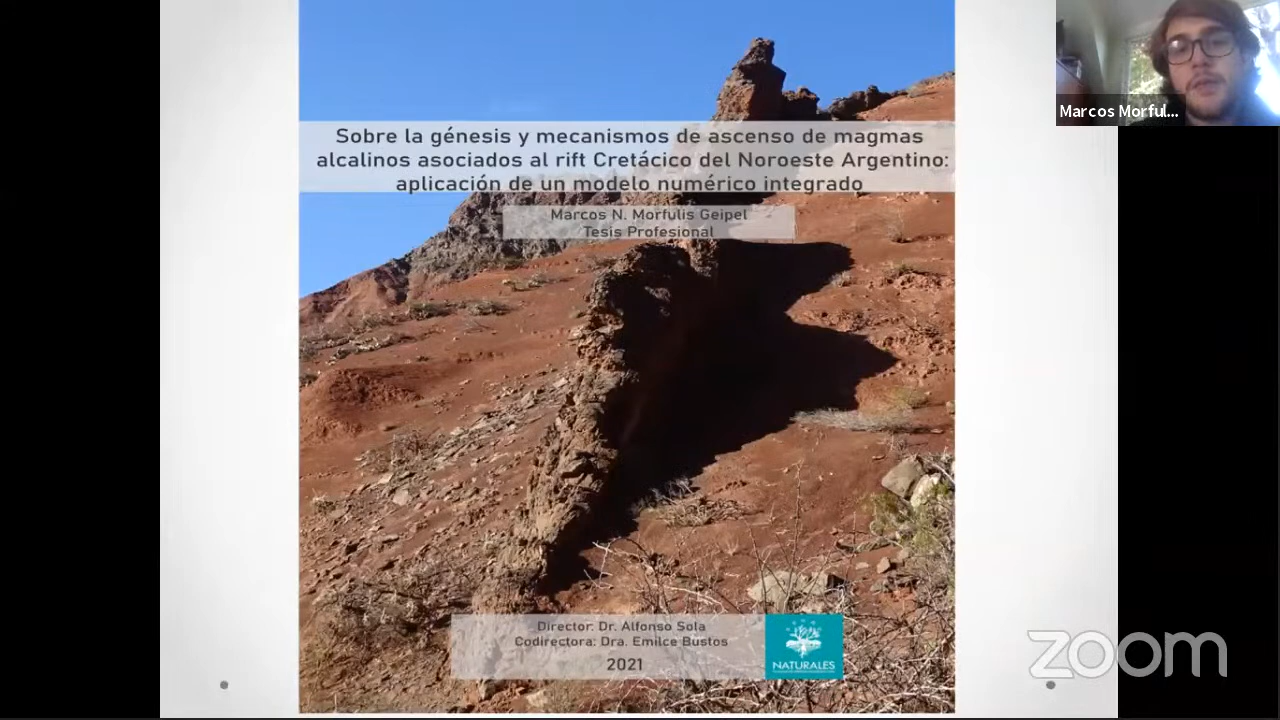 Sobre la génesis y mecanismos de ascenso de magmas
alcalinos asociados al rift Cretácico del Noroeste Argentino:
aplicación de un modelo numérico integrado
Marcos N. Morfulis Geipel
Tesis Profesional
Marcos Morful...
Director: Dr. Alfonso Sola
Codirectora: Dra. Emilce Bustos
2021
NATURALES
zoom